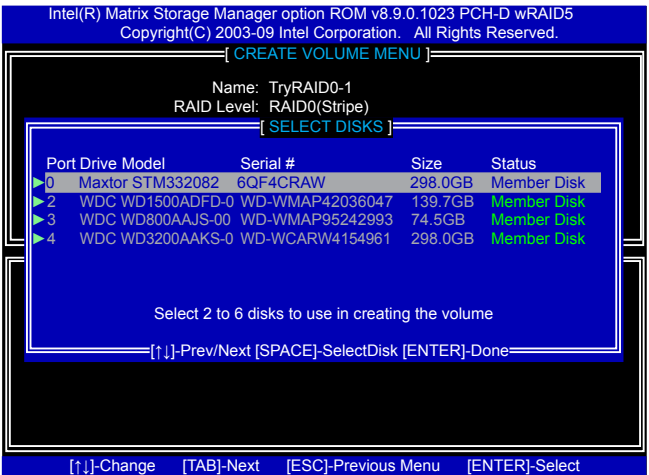 Intel(R) Matrix Storage Manager option ROM v8.9.0.1023 PCH-D wRAID5
Copyright(C) 2003-09 Intel Corporation. All Rights Reserved.
[ CREATE VOLUME MENU ]
Name: TryRAID0-1
RAID Level: RAID0(Stripe)
[ SELECT DISKS ]
Port Drive Model Serial # Size Status
0 Maxtor STM332082 6QF4CRAW 298.0GB Member Disk
2 WDC WD1500ADFD-0 WD-WMAP42036047 139.7GB Member Disk
3 WDC WD800AAJS-00 WD-WMAP95242993 74.5GB Member Disk
4 WDC WD3200AAKS-0 WD-WCARW4154961 298.0GB Member Disk
Select 2 to 6 disks to use in creating the volume
[↑↓]-Prev/Next [SPACE]-SelectDisk [ENTER]-Done
[↑↓]-Change [TAB]-Next [ESC]-Previous Menu [ENTER]-Select